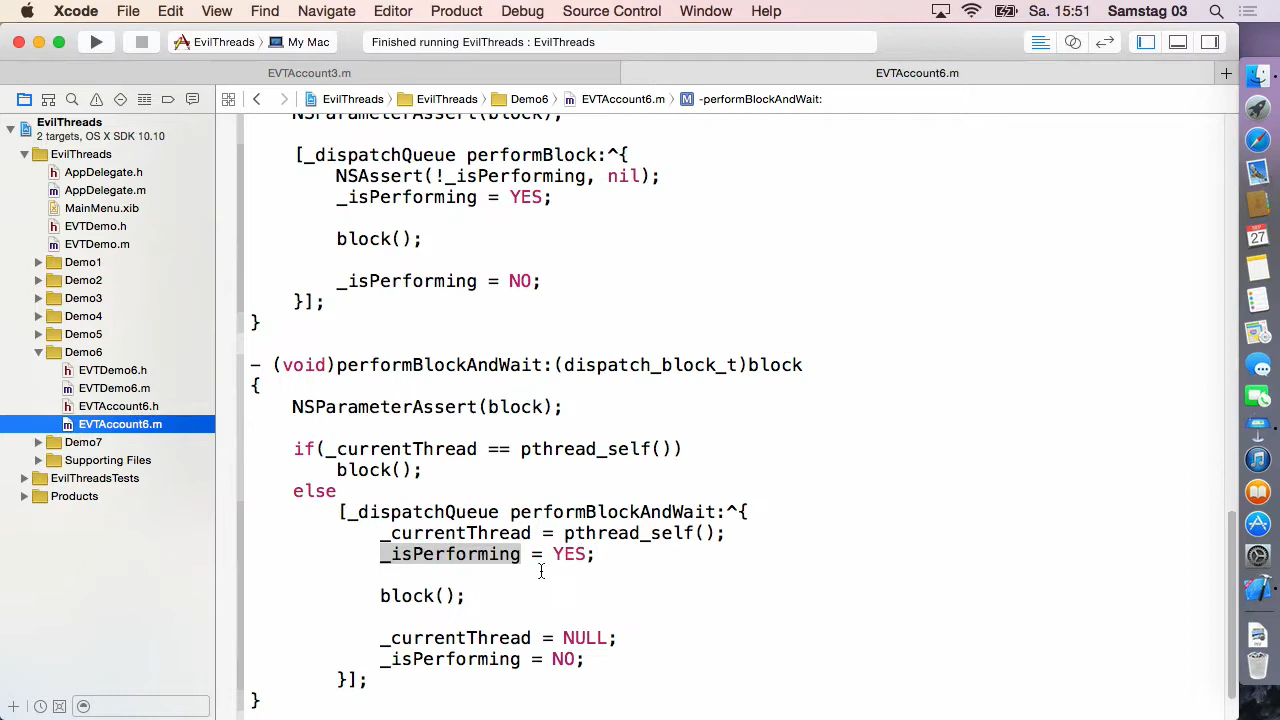 Xcode File Edit View Find Navigate Editor Product Debug Source Control Window Help Sa. 15:51 Samstag 03
EvilThreads My Mac Finished running EvilThreads : EvilThreads
EVTAccount3.m EVTAccount6.m
EvilThreads EvilThreads Demo6 EVTAccount6.m M -performBlockAndWait:
EvilThreads
2 targets, OS X SDK 10.10
EvilThreads
h AppDelegate.h
m AppDelegate.m
MainMenu.xib
h EVTDemo.h
m EVTDemo.m
Demo1
Demo2
Demo3
Demo4
Demo5
Demo6
h EVTDemo6.h
m EVTDemo6.m
h EVTAccount6.h
m EVTAccount6.m
Demo7
Supporting Files
EvilThreadsTests
Products
NSParameterAssert(block);
[_dispatchQueue performBlock:^{
NSAssert(!_isPerforming, nil);
_isPerforming = YES;
block();
_isPerforming = NO;
}];
}
- (void)performBlockAndWait:(dispatch_block_t)block
{
NSParameterAssert(block);
if(_currentThread == pthread_self())
block();
else
[_dispatchQueue performBlockAndWait:^{
_currentThread = pthread_self();
_isPerforming = YES;
block();
_currentThread = NULL;
_isPerforming = NO;
}];
}
SEP
27